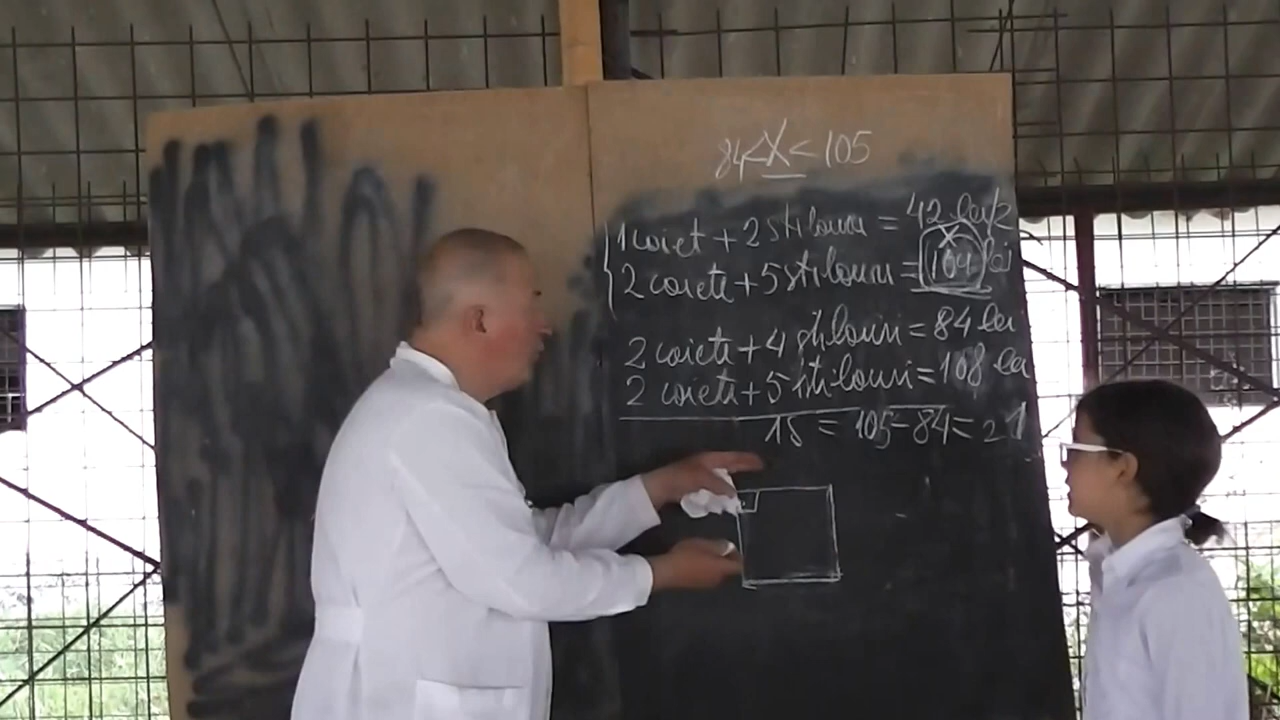 84<X<105
1 caiet + 2 stilouri = 42 lei/2
2 caiete + 5 stilouri = 104 lei
X
2 caiete + 4 stilouri = 84 lei
2 caiete + 5 stilouri = 108 lei
1S = 105-84=21